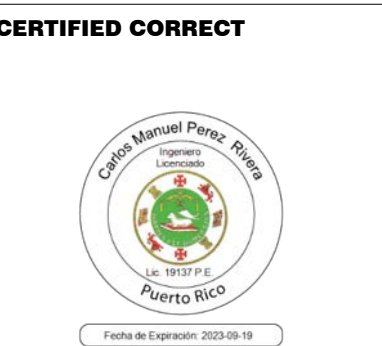 CERTIFIED CORRECT
Carlos Manuel Perez Rivera
Ingeniero
Licenciado
Lic. 19137 P.E.
Puerto Rico
Fecha de Expiración: 2023-09-19